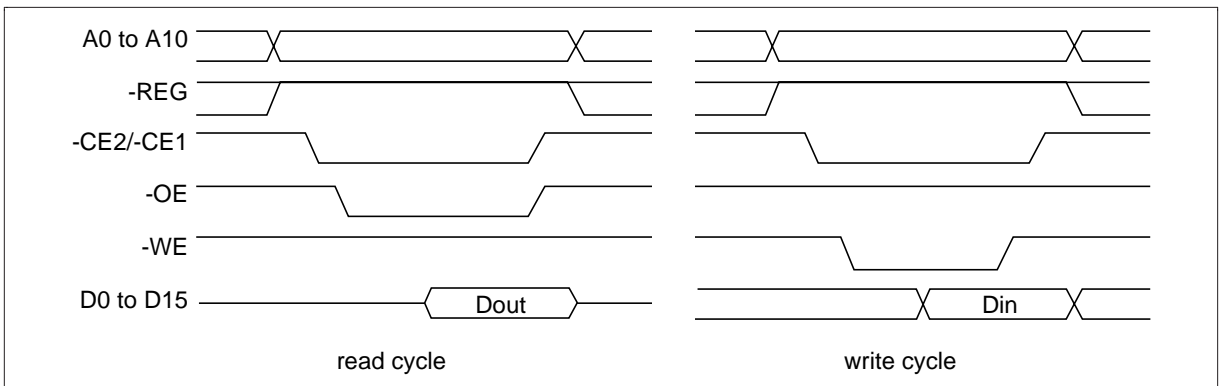 A0 to A10
-REG
-CE2/-CE1
-OE
-WE
D0 to D15 Dout Din
read cycle write cycle